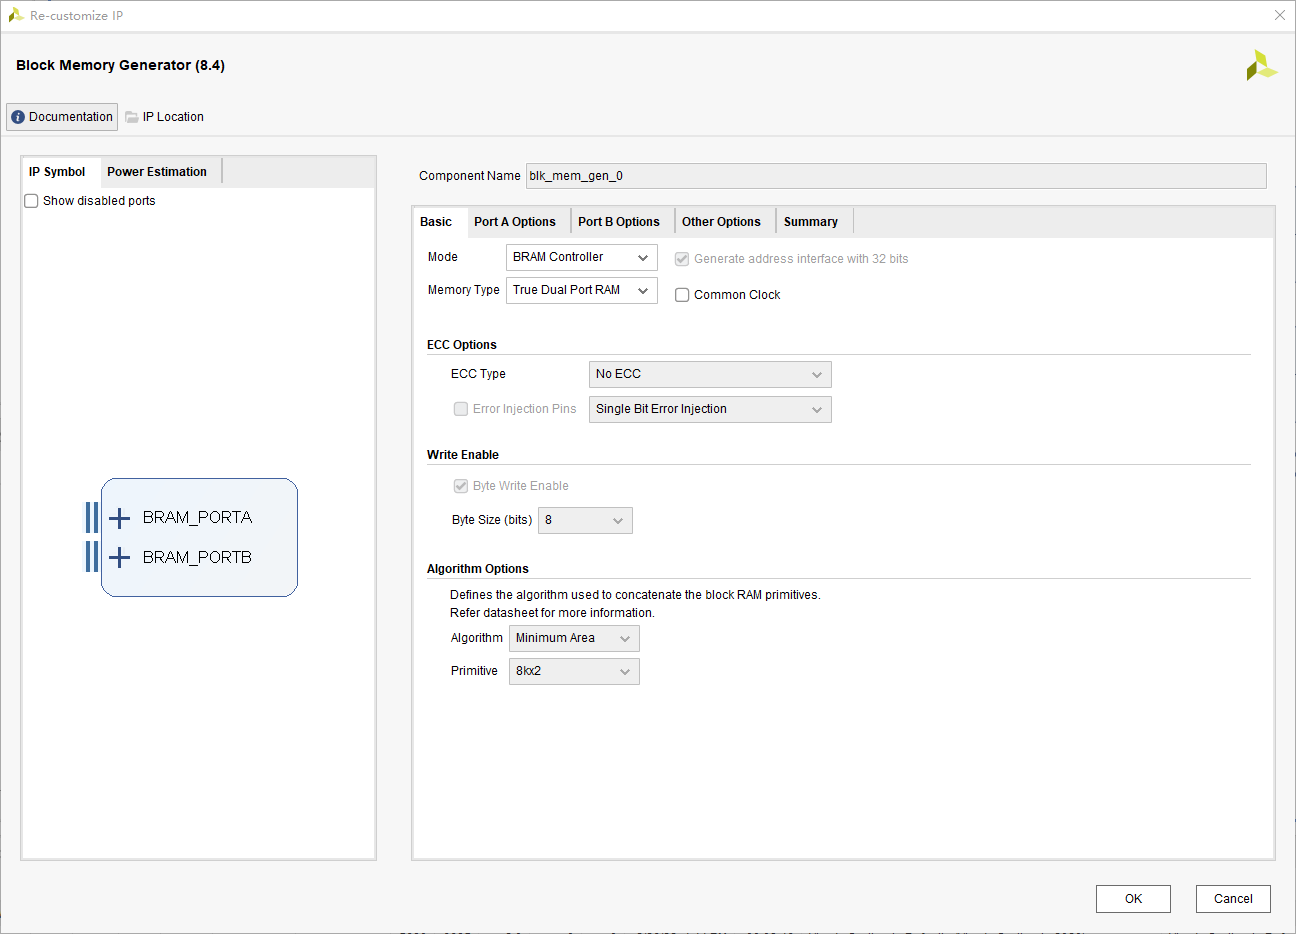 Re-customize IP
Block Memory Generator (8.4)
Documentation IP Location
IP Symbol Power Estimation
Show disabled ports
BRAM_PORTA
BRAM_PORTB
Component Name blk_mem_gen_0
Basic Port A Options Port B Options Other Options Summary
Mode BRAM Controller Generate address interface with 32 bits
Memory Type True Dual Port RAM Common Clock
ECC Options
ECC Type No ECC
Error Injection Pins Single Bit Error Injection
Write Enable
Byte Write Enable
Byte Size (bits) 8
Algorithm Options
Defines the algorithm used to concatenate the block RAM primitives.
Refer datasheet for more information.
Algorithm Minimum Area
Primitive 8kx2
OK Cancel